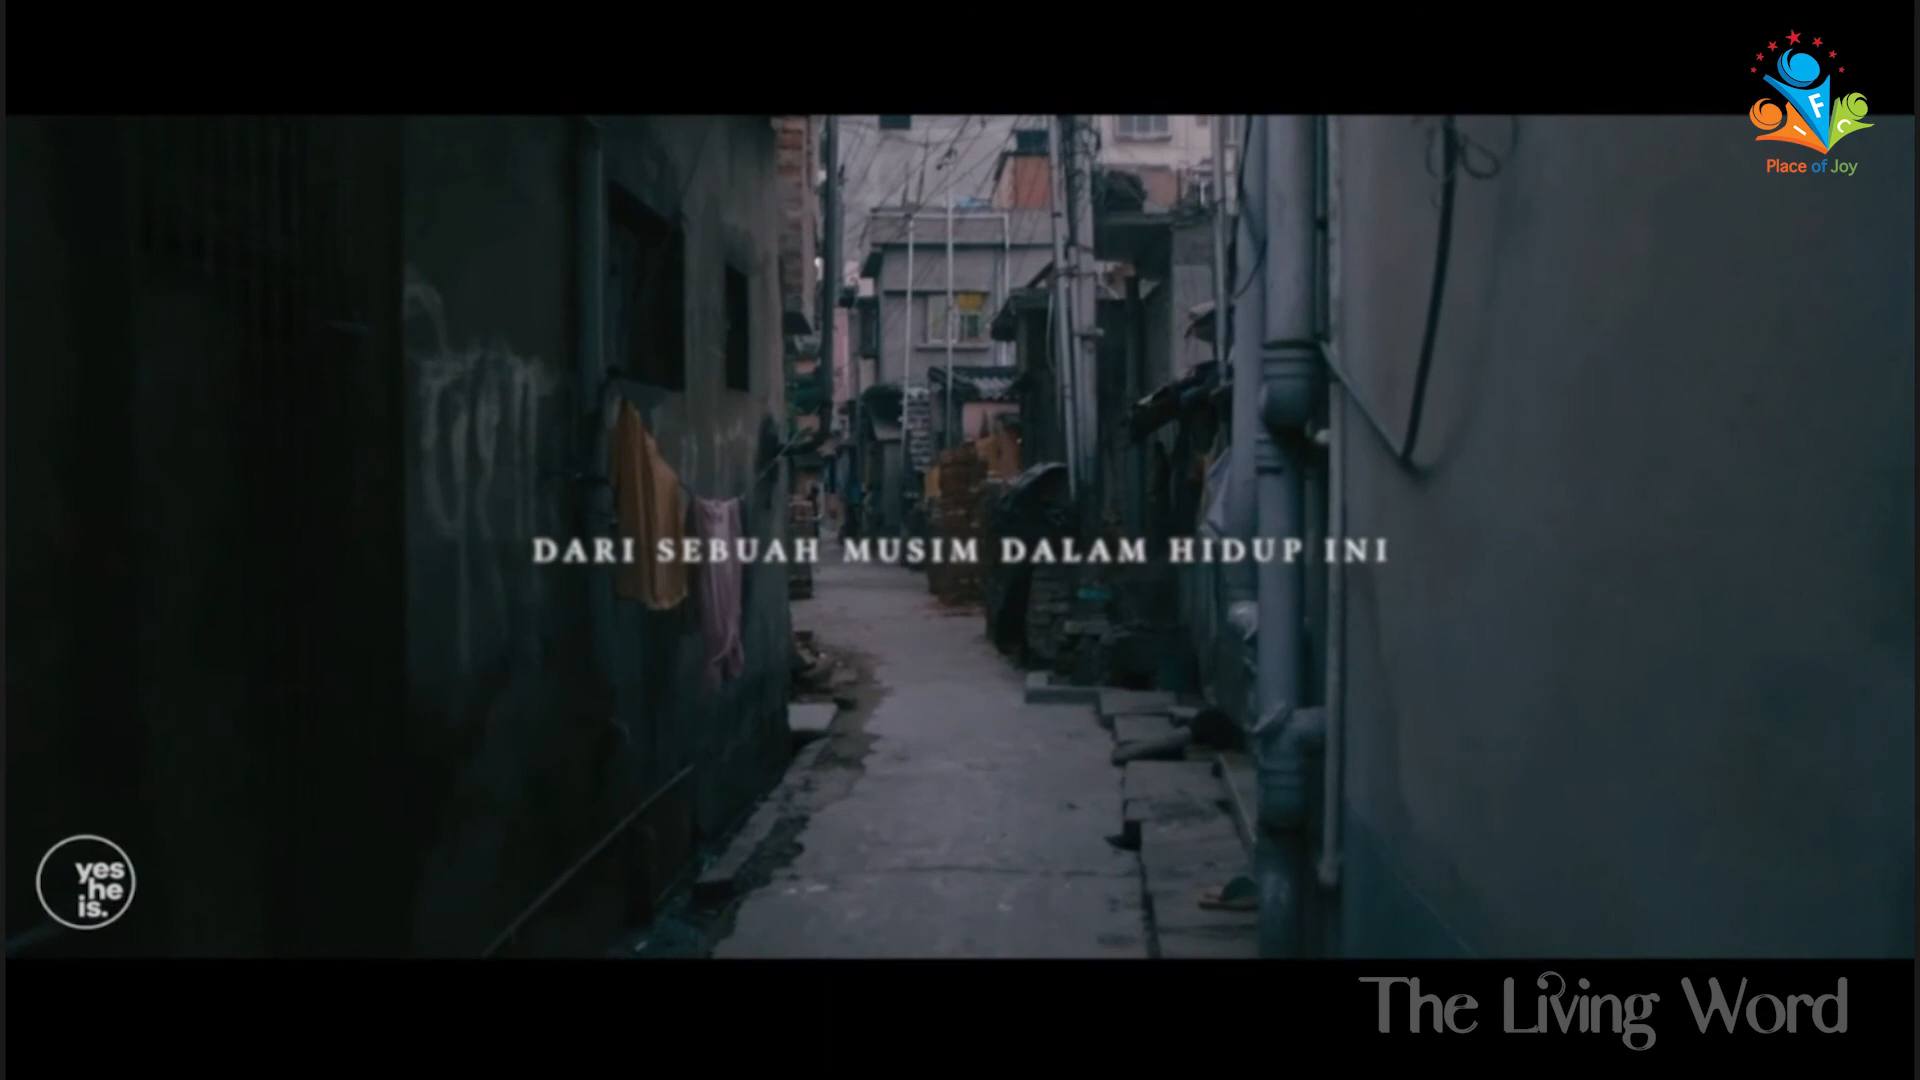 F
I C
Place of Joy
DARI SEBUAH MUSIM DALAM HIDUP INI
yes
he
is.
The Living Word